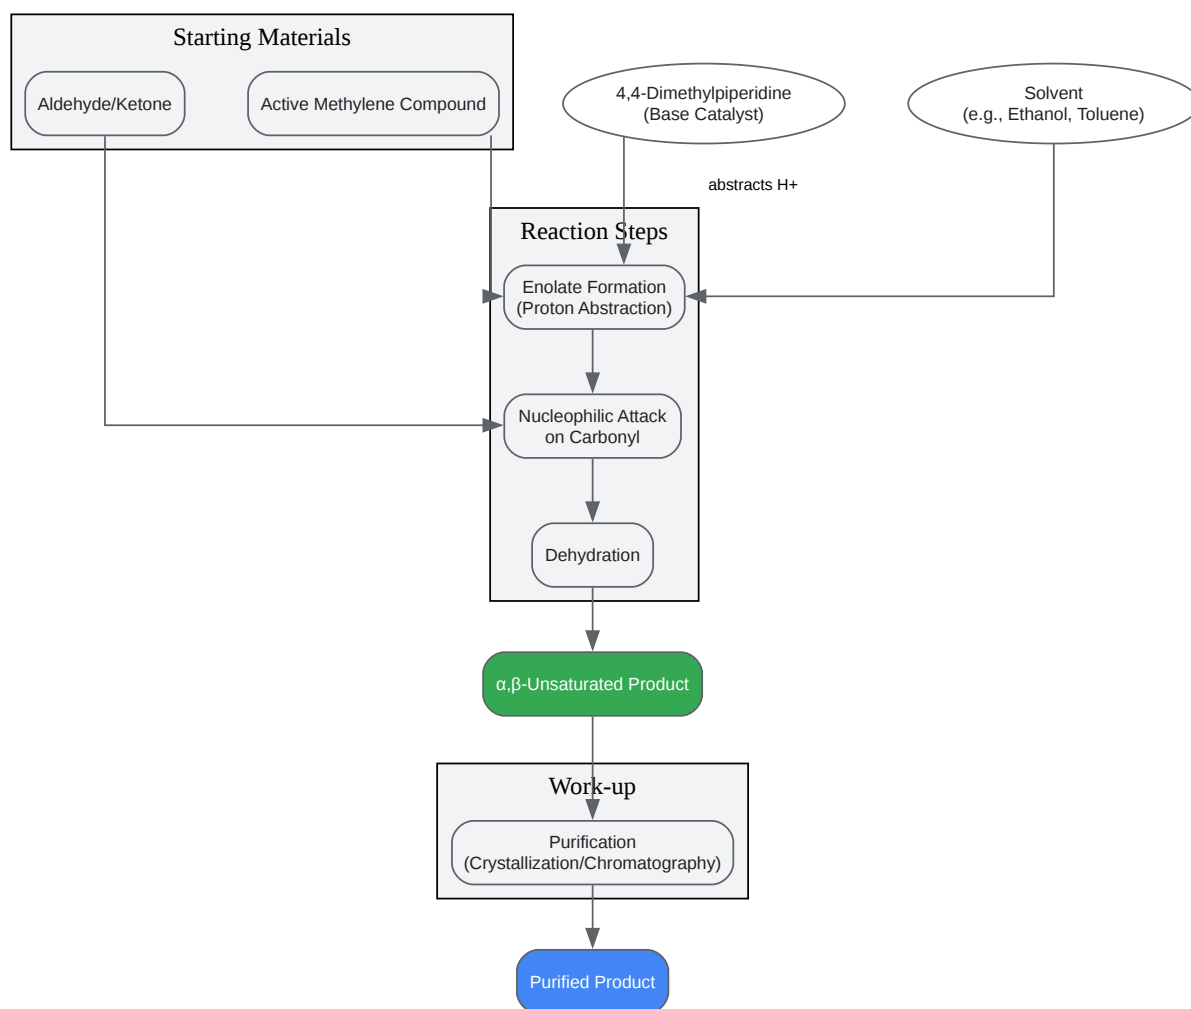 Starting Materials
Aldehyde/Ketone
Active Methylene Compound
4,4-Dimethylpiperidine
(Base Catalyst)
Solvent
(e.g., Ethanol, Toluene)
abstracts H+
Reaction Steps
Enolate Formation
(Proton Abstraction)
Nucleophilic Attack
on Carbonyl
Dehydration
α,β-Unsaturated Product
Work-up
Purification
(Crystallization/Chromatography)
Purified Product